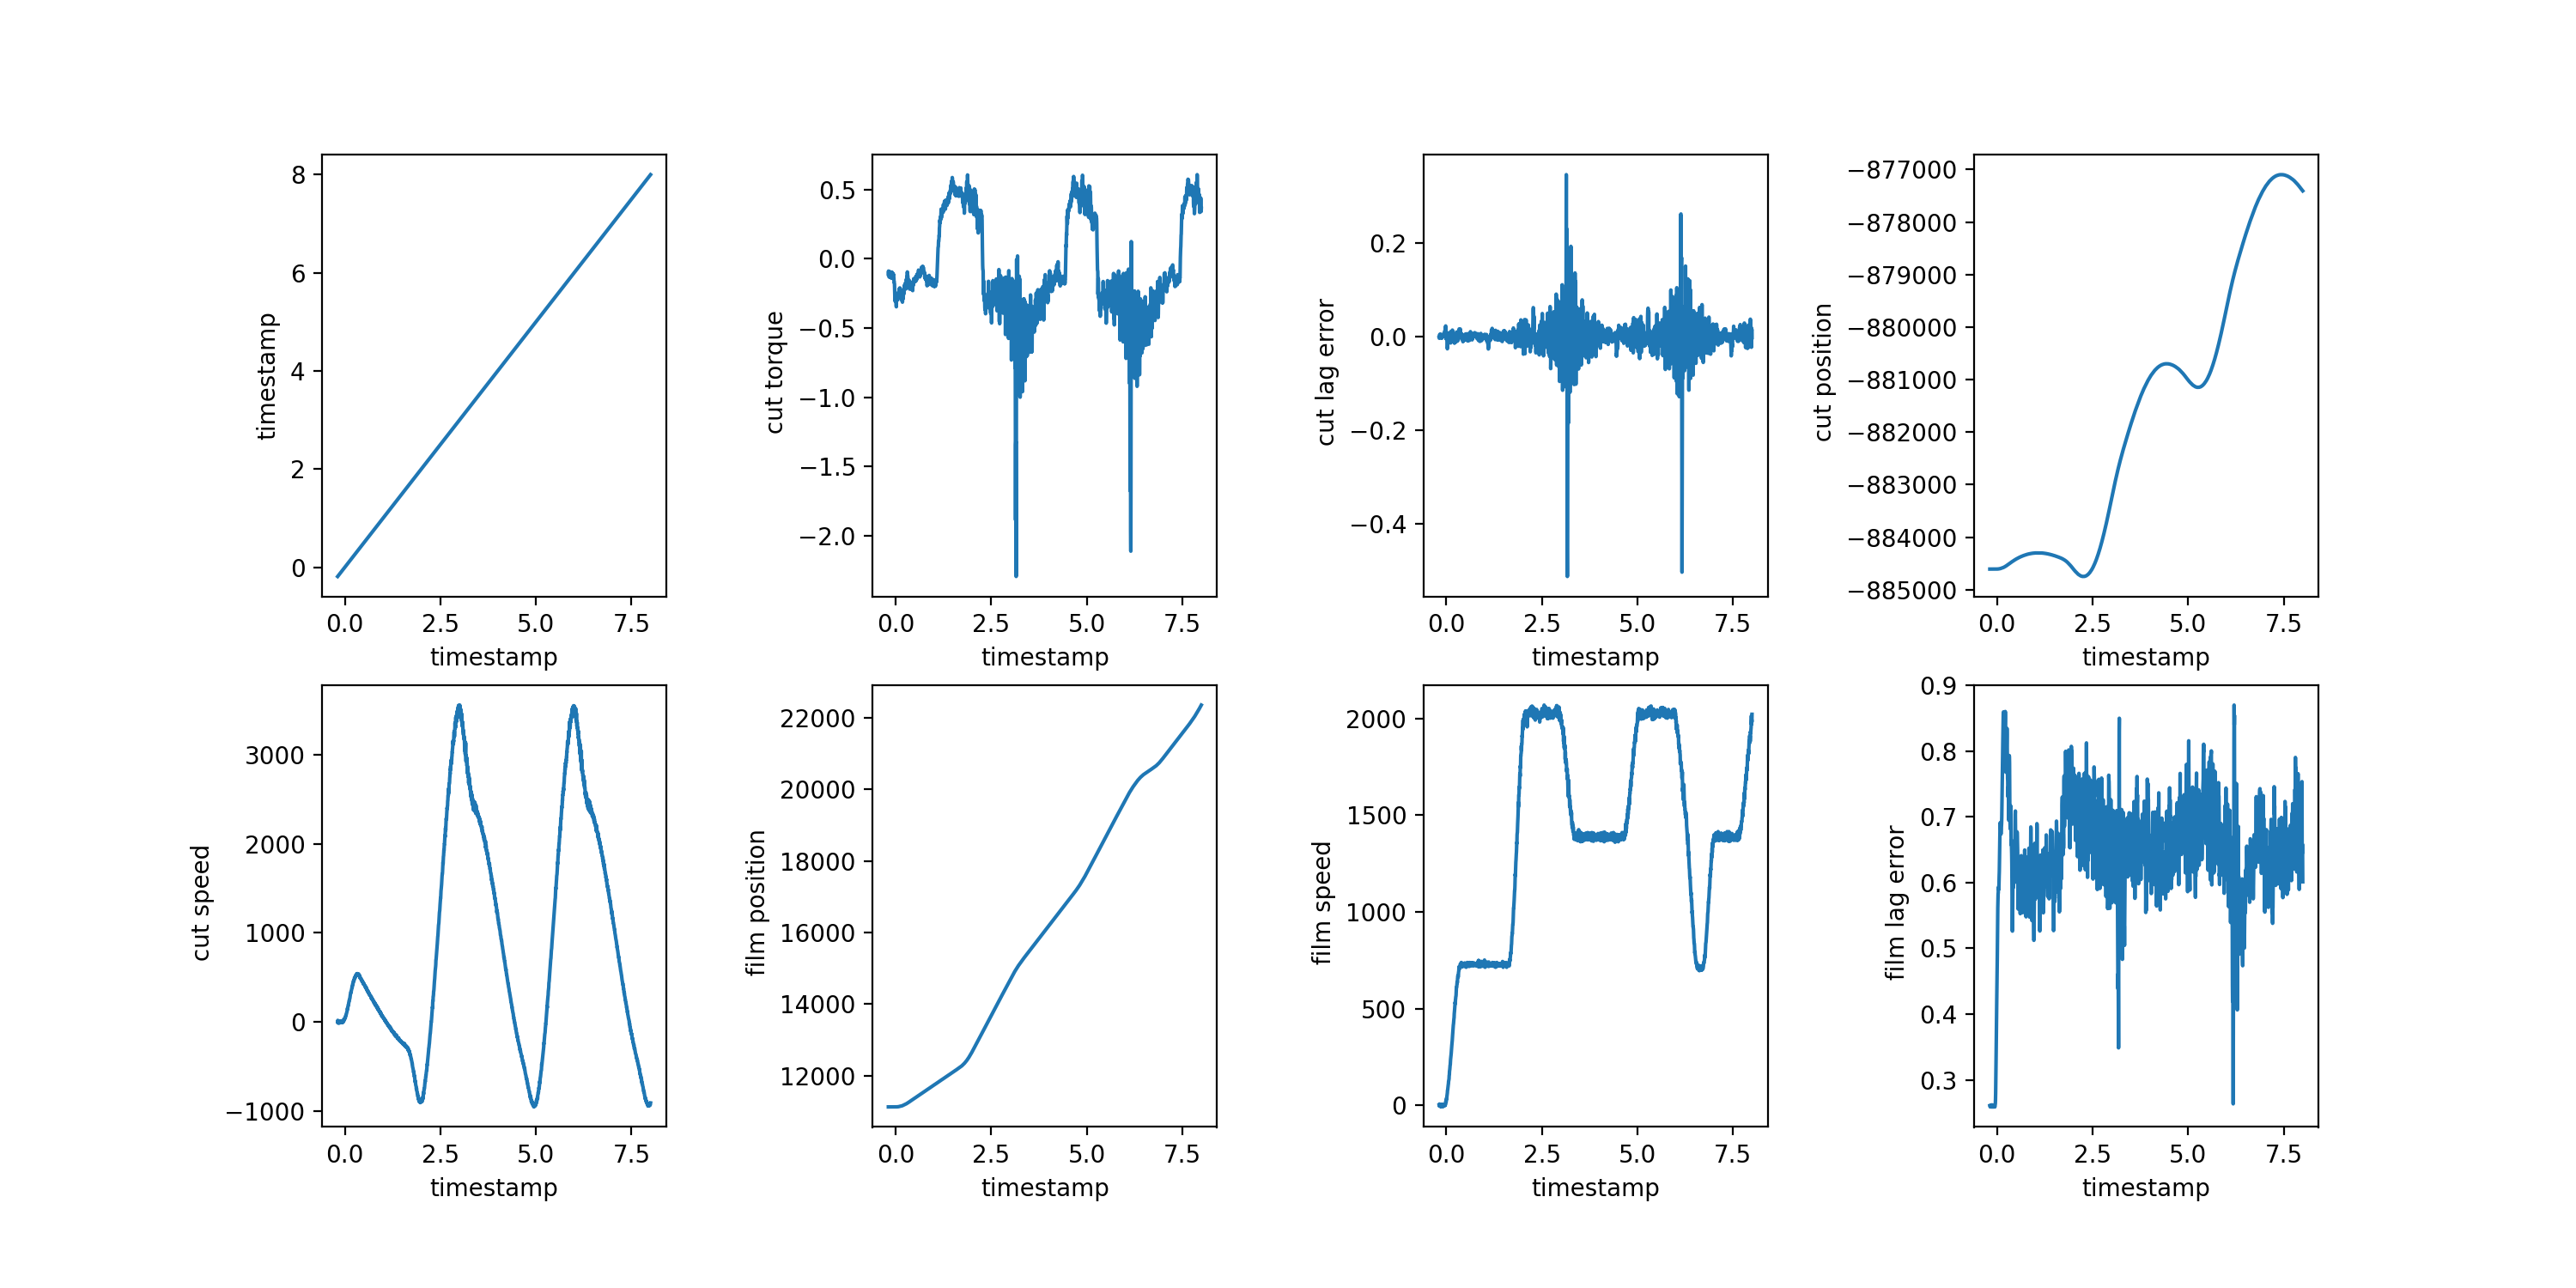 timestamp
8
6
4
2
0
0.0 2.5 5.0 7.5
timestamp
cut torque
0.5
0.0
−0.5
−1.0
−1.5
−2.0
0.0 2.5 5.0 7.5
timestamp
cut lag error
0.2
0.0
−0.2
−0.4
0.0 2.5 5.0 7.5
timestamp
cut position
−877000
−878000
−879000
−880000
−881000
−882000
−883000
−884000
−885000
0.0 2.5 5.0 7.5
timestamp
cut speed
3000
2000
1000
0
−1000
0.0 2.5 5.0 7.5
timestamp
film position
22000
20000
18000
16000
14000
12000
0.0 2.5 5.0 7.5
timestamp
film speed
2000
1500
1000
500
0
0.0 2.5 5.0 7.5
timestamp
film lag error
0.9
0.8
0.7
0.6
0.5
0.4
0.3
0.0 2.5 5.0 7.5
timestamp